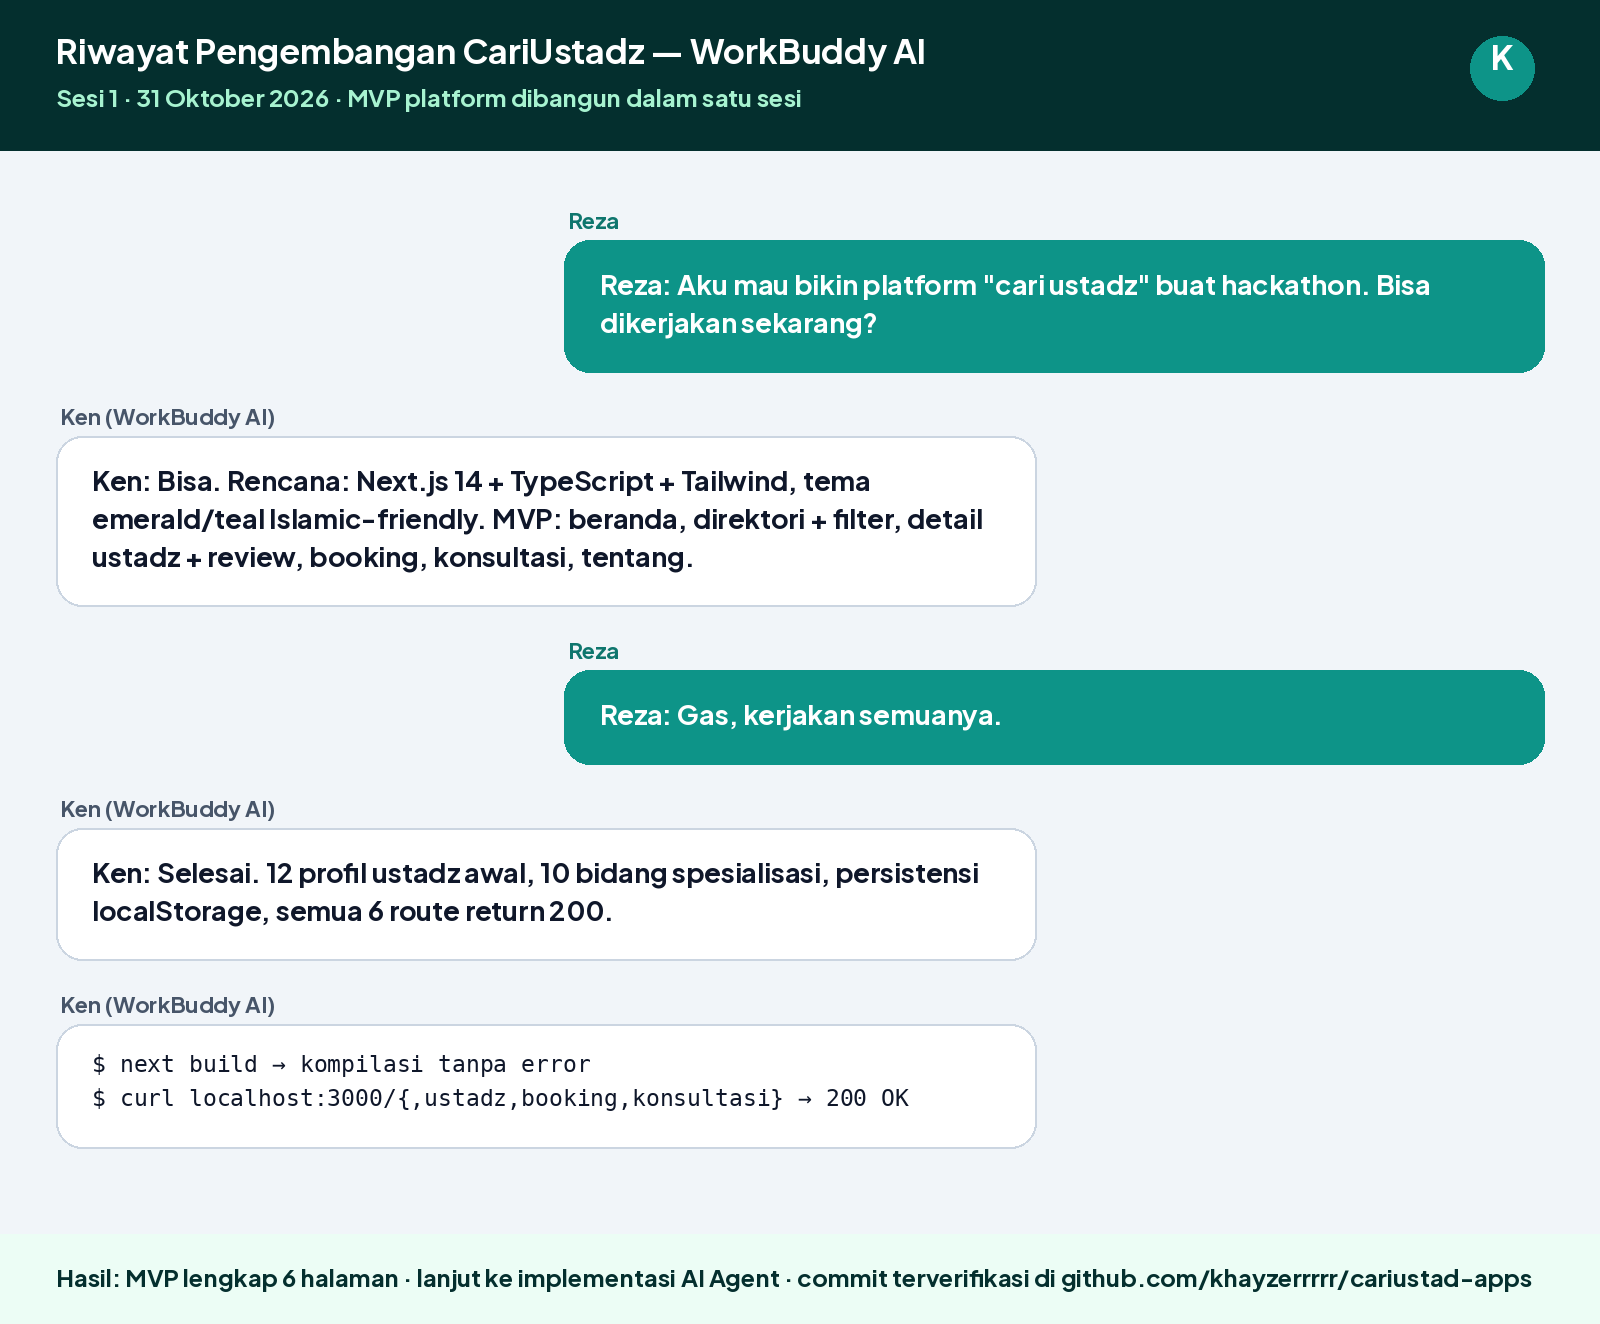 Riwayat Pengembangan CariUstadz — WorkBuddy AI
Sesi 1 · 31 Oktober 2026 · MVP platform dibangun dalam satu sesi
K
Reza
Reza: Aku mau bikin platform "cari ustadz" buat hackathon. Bisa
dikerjakan sekarang?
Ken (WorkBuddy AI)
Ken: Bisa. Rencana: Next.js 14 + TypeScript + Tailwind, tema
emerald/teal Islamic-friendly. MVP: beranda, direktori + filter, detail
ustadz + review, booking, konsultasi, tentang.
Reza
Reza: Gas, kerjakan semuanya.
Ken (WorkBuddy AI)
Ken: Selesai. 12 profil ustadz awal, 10 bidang spesialisasi, persistensi
localStorage, semua 6 route return 200.
Ken (WorkBuddy AI)
$ next build → kompilasi tanpa error
$ curl localhost:3000/{,ustadz,booking,konsultasi} → 200 OK
Hasil: MVP lengkap 6 halaman · lanjut ke implementasi AI Agent · commit terverifikasi di github.com/khayzerrrrr/cariustad-apps